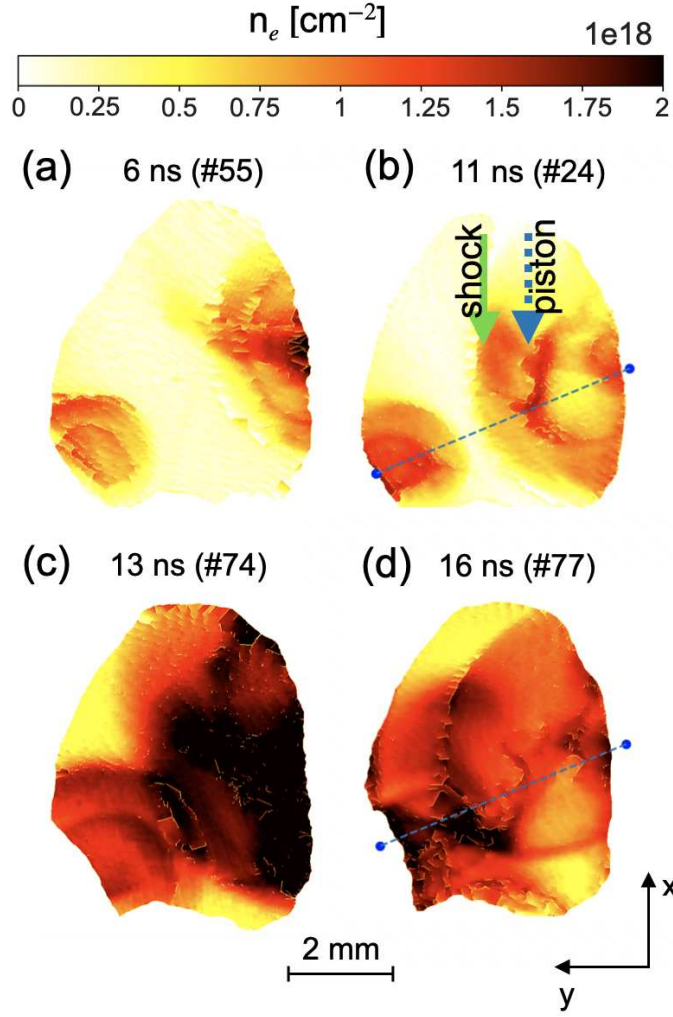 n_e [cm⁻²]
1e18
0 0.25 0.5 0.75 1 1.25 1.5 1.75 2
(a) 6 ns (#55)
(b) 11 ns (#24)
shock
piston
(c) 13 ns (#74)
(d) 16 ns (#77)
x
2 mm
y